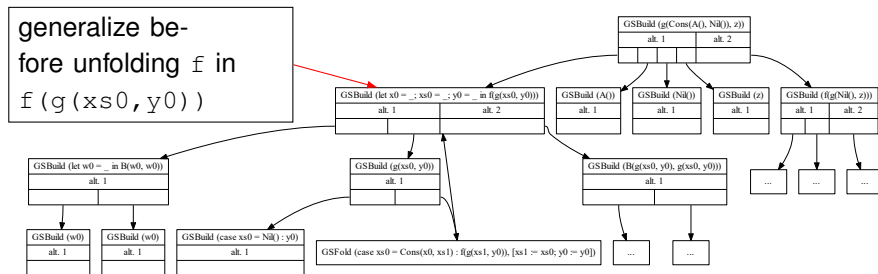 generalize be-
fore unfolding f in
f(g(xs0,y0))
GSBuild (g(Cons(A(), Nil()), z))
alt. 1 alt. 2
GSBuild (let x0 = _; xs0 = _; y0 = _ in f(g(xs0, y0)))
alt. 1 alt. 2
GSBuild (A())
alt. 1
GSBuild (Nil())
alt. 1
GSBuild (z)
alt. 1
GSBuild (f(g(Nil(), z)))
alt. 1 alt. 2
GSBuild (let w0 = _ in B(w0, w0))
alt. 1
GSBuild (g(xs0, y0))
alt. 1
GSBuild (B(g(xs0, y0), g(xs0, y0)))
alt. 1
...
...
...
GSBuild (w0)
alt. 1
GSBuild (w0)
alt. 1
GSBuild (case xs0 = Nil() : y0)
alt. 1
GSFold (case xs0 = Cons(x0, xs1) : f(g(xs1, y0)), [xs1 := xs0; y0 := y0])
...
...